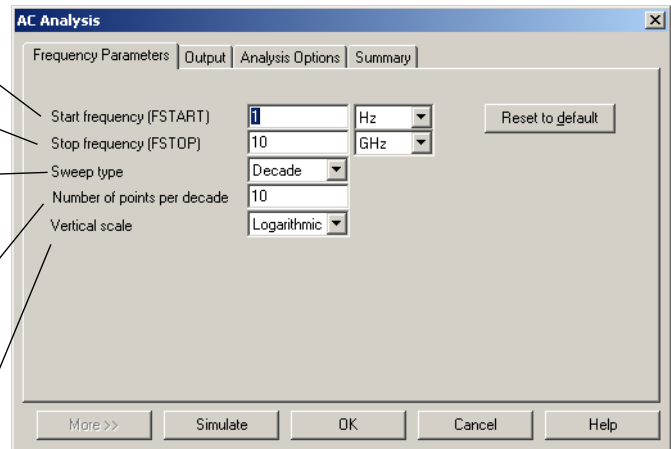 AC Analysis
Frequency Parameters Output Analysis Options Summary
Start frequency (FSTART) 1 Hz Reset to default
Stop frequency (FSTOP) 10 GHz
Sweep type Decade
Number of points per decade 10
Vertical scale Logarithmic
More >> Simulate OK Cancel Help